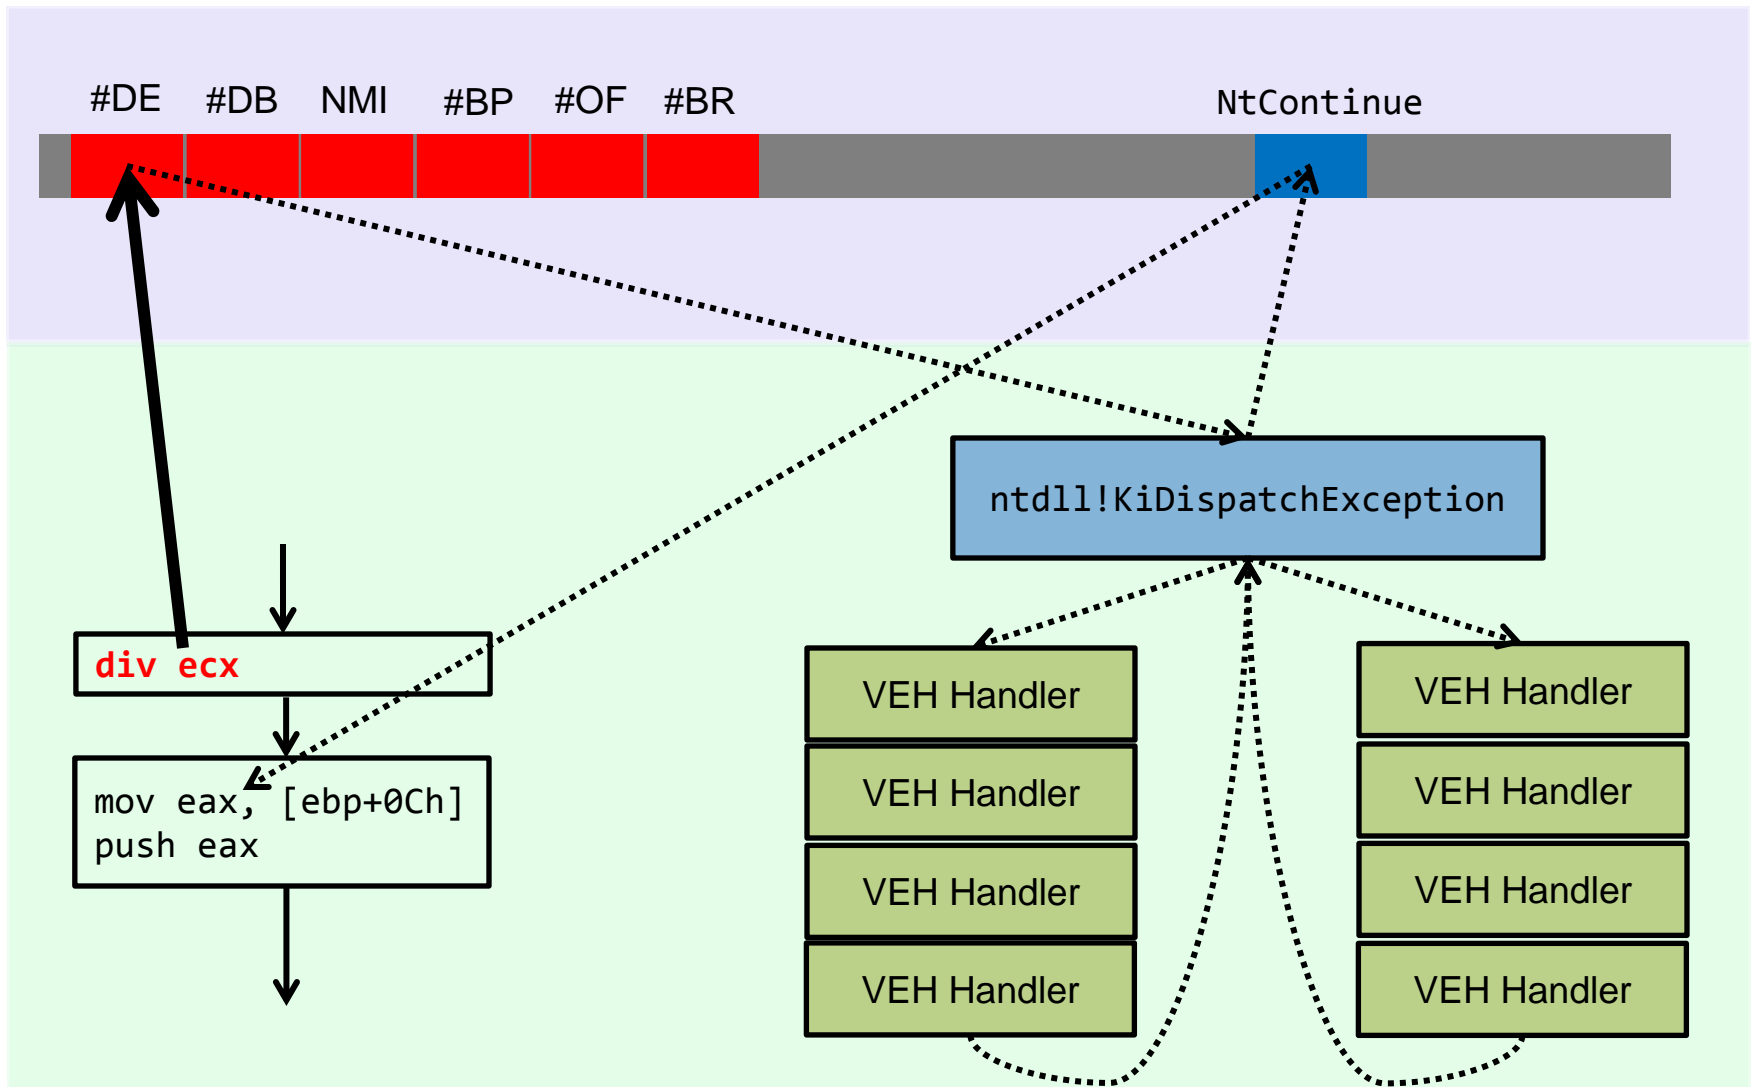 #DE #DB NMI #BP #OF #BR NtContinue
ntdll!KiDispatchException
div ecx
mov eax, [ebp+0Ch]
push eax
VEH Handler
VEH Handler
VEH Handler
VEH Handler
VEH Handler
VEH Handler
VEH Handler
VEH Handler